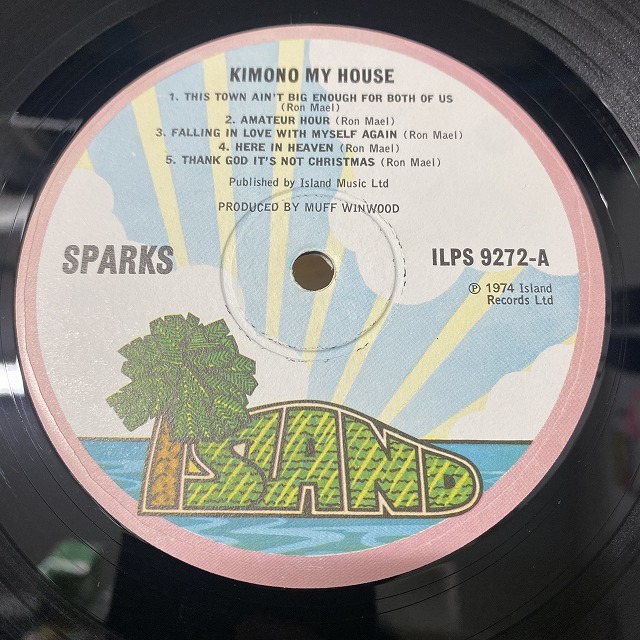 KIMONO MY HOUSE
1. THIS TOWN AIN'T BIG ENOUGH FOR BOTH OF US
(Ron Mael)
2. AMATEUR HOUR (Ron Mael)
3. FALLING IN LOVE WITH MYSELF AGAIN (Ron Mael)
4. HERE IN HEAVEN (Ron Mael)
5. THANK GOD IT'S NOT CHRISTMAS (Ron Mael)
Published by Island Music Ltd
PRODUCED BY MUFF WINWOOD
SPARKS
ILPS 9272-A
℗ 1974 Island
Records Ltd
ISLAND